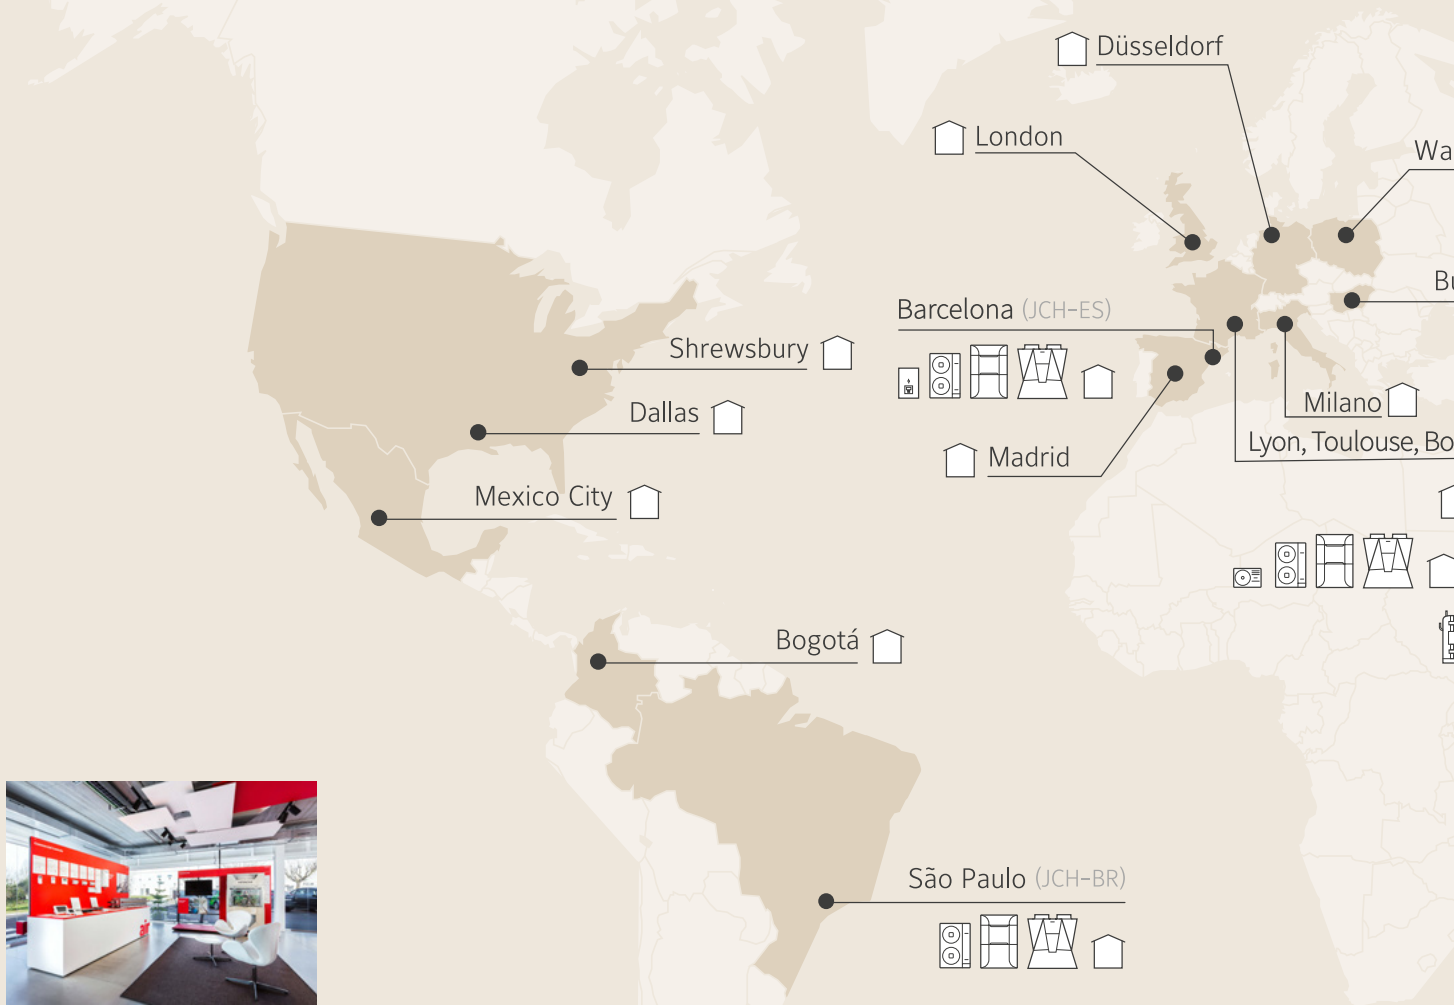 Düsseldorf
London
Wa
Bu
Barcelona (JCH-ES)
Shrewsbury
Milano
Dallas
Lyon, Toulouse, Bo
Madrid
Mexico City
Bogotá
São Paulo (JCH-BR)